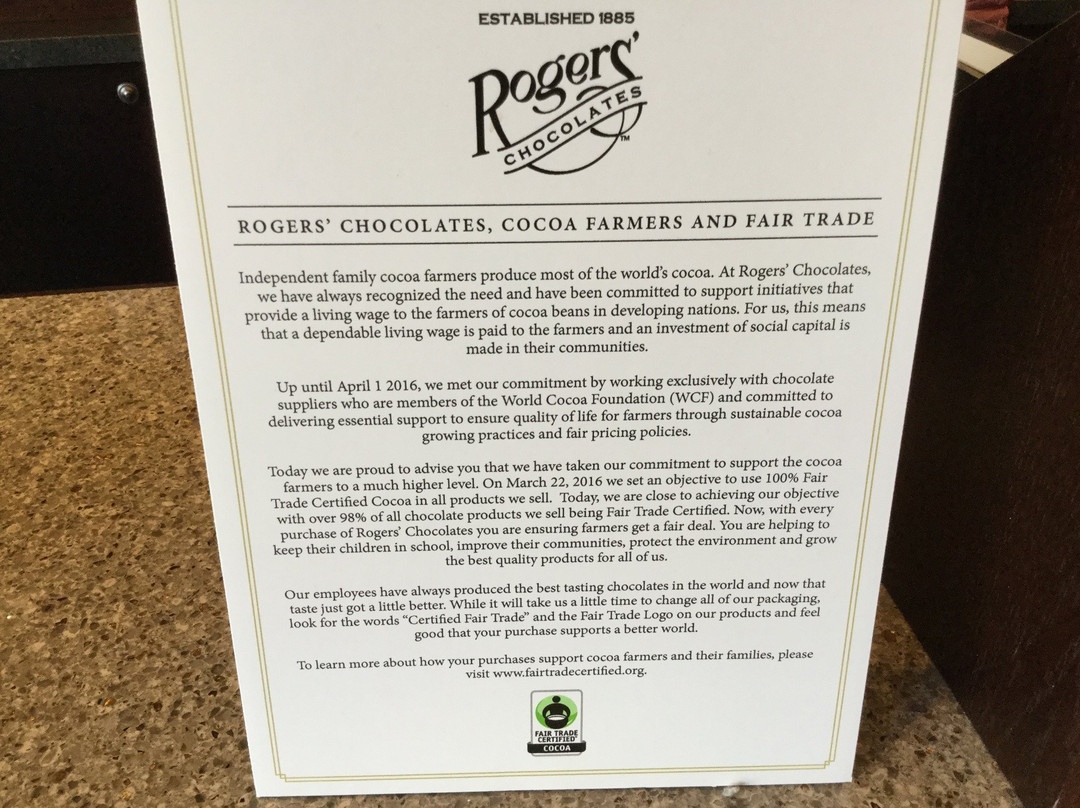 ESTABLISHED 1885
Rogers'
CHOCOLATES
TM
ROGERS' CHOCOLATES, COCOA FARMERS AND FAIR TRADE
Independent family cocoa farmers produce most of the world's cocoa. At Rogers' Chocolates,
we have always recognized the need and have been committed to support initiatives that
provide a living wage to the farmers of cocoa beans in developing nations. For us, this means
that a dependable living wage is paid to the farmers and an investment of social capital is
made in their communities.
Up until April 1 2016, we met our commitment by working exclusively with chocolate
suppliers who are members of the World Cocoa Foundation (WCF) and committed to
delivering essential support to ensure quality of life for farmers through sustainable cocoa
growing practices and fair pricing policies.
Today we are proud to advise you that we have taken our commitment to support the cocoa
farmers to a much higher level. On March 22, 2016 we set an objective to use 100% Fair
Trade Certified Cocoa in all products we sell. Today, we are close to achieving our objective
with over 98% of all chocolate products we sell being Fair Trade Certified. Now, with every
purchase of Rogers' Chocolates you are ensuring farmers get a fair deal. You are helping to
keep their children in school, improve their communities, protect the environment and grow
the best quality products for all of us.
Our employees have always produced the best tasting chocolates in the world and now that
taste just got a little better. While it will take us a little time to change all of our packaging,
look for the words "Certified Fair Trade" and the Fair Trade Logo on our products and feel
good that your purchase supports a better world.
To learn more about how your purchases support cocoa farmers and their families, please
visit www.fairtradecertified.org.
FAIR TRADE
CERTIFIED
COCOA